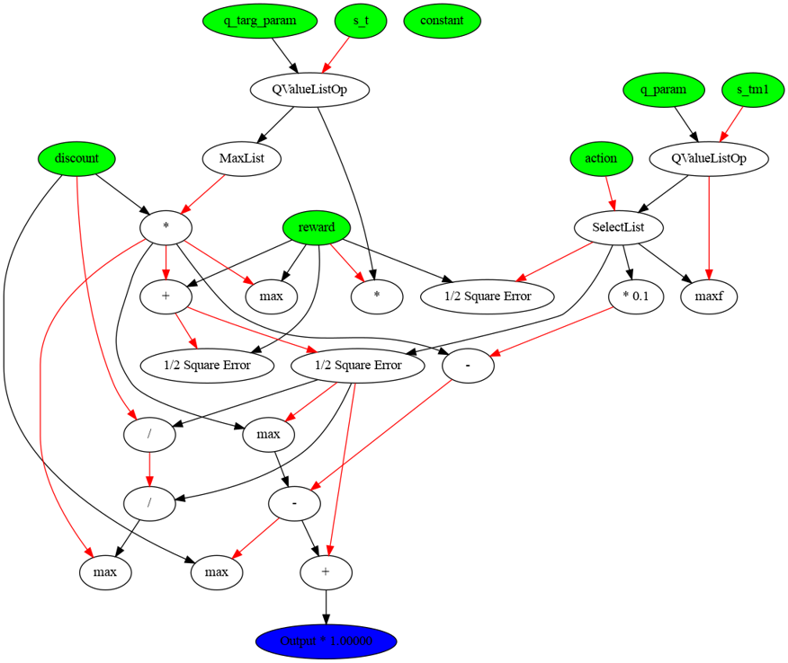 q_targ_param
s_t
constant
QValueListOp
q_param
s_tm1
discount
MaxList
action
QValueListOp
*
reward
SelectList
+
max
*
1/2 Square Error
* 0.1
maxf
1/2 Square Error
1/2 Square Error
-
/
max
/
-
max
max
+
Output * 1.00000